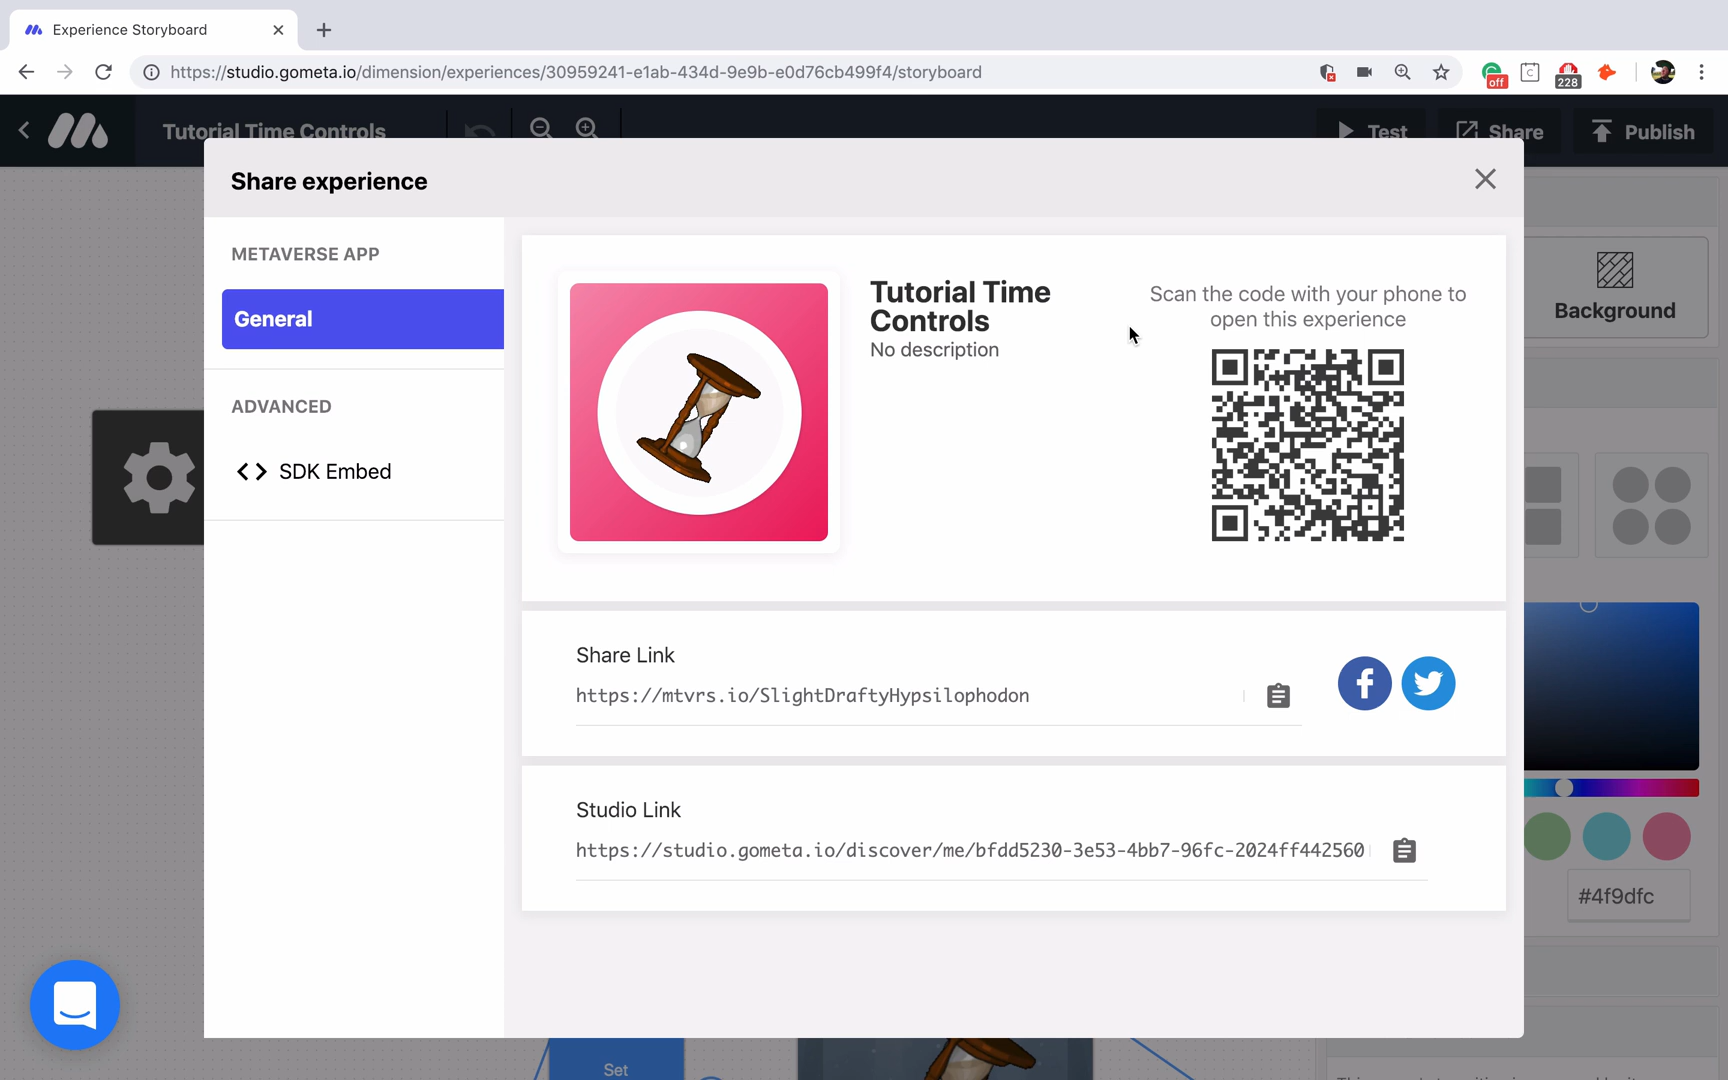 Experience Storyboard
https://studio.gometa.io/dimension/experiences/30959241-e1ab-434d-9e9b-e0d76cb499f4/storyboard
off
228
Tutorial Time Controls
Test
Share
Publish
Share experience
METAVERSE APP
General
ADVANCED
SDK Embed
Tutorial Time
Controls
No description
Scan the code with your phone to
open this experience
Background
Share Link
https://mtvrs.io/SlightDraftyHypsilophodon
Studio Link
https://studio.gometa.io/discover/me/bfdd5230-3e53-4bb7-96fc-2024ff442560
#4f9dfc
Set